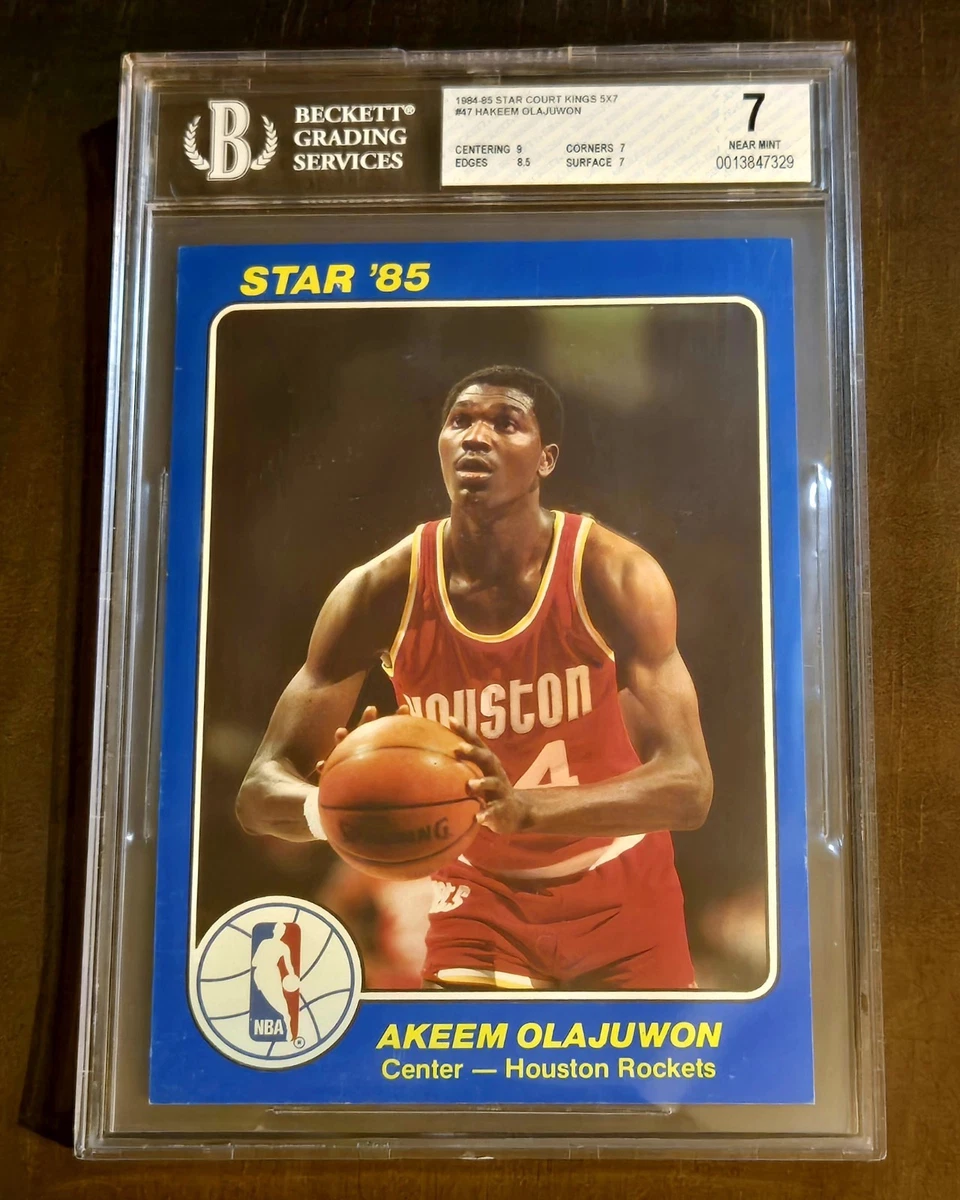 BECKETT®
GRADING
SERVICES
B
1984-85 STAR COURT KINGS 5X7
#47 HAKEEM OLAJUWON
CENTERING 9 CORNERS 7
EDGES 8.5 SURFACE 7
7
NEAR MINT
0013847329
STAR '85
HOUSTON
4
NBA
®
AKEEM OLAJUWON
Center — Houston Rockets